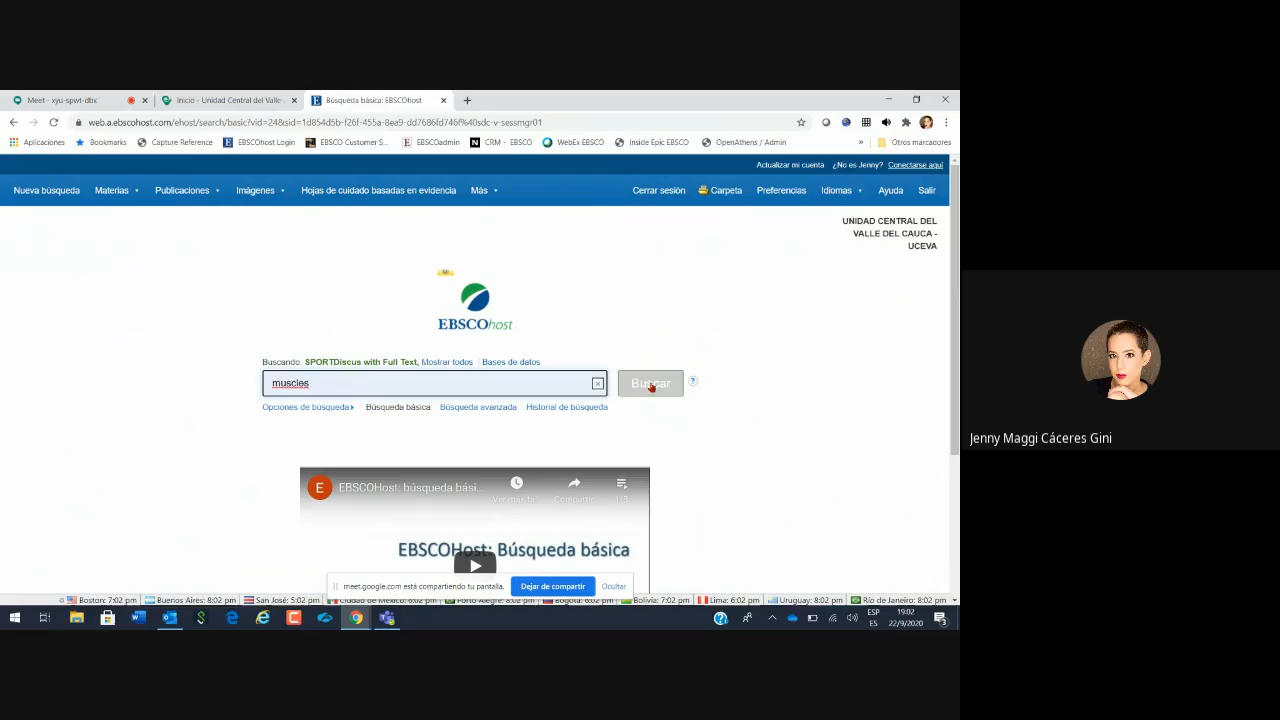 Meet - xyu-spwt-dbx
Inicio - Unidad Central del Valle
Búsqueda básica: EBSCOhost
web.a.ebscohost.com/ehost/search/basic?vid=24&sid=1d854d5b-f26f-455a-8ea9-dd7686fd746f%40sdc-v-sessmgr01
Aplicaciones Bookmarks Capture Reference EBSCOhost Login EBSCO Customer S... EBSCOadmin CRM - EBSCO WebEx EBSCO Inside Epic EBSCO OpenAthens / Admin » Otros marcadores
Actualizar mi cuenta ¿No es Jenny? Conectarse aquí
Nueva búsqueda Materias Publicaciones Imágenes Hojas de cuidado basadas en evidencia Más Cerrar sesión Carpeta Preferencias Idiomas Ayuda Salir
UNIDAD CENTRAL DEL
VALLE DEL CAUCA -
UCEVA
MI
EBSCOhost
Buscando: SPORTDiscus with Full Text, Mostrar todos Bases de datos
muscles
Buscar
Opciones de búsqueda Búsqueda básica Búsqueda avanzada Historial de búsqueda
E EBSCOHost: búsqueda bási...
Compartir
1/8
EBSCOHost: Búsqueda básica
meet.google.com está compartiendo tu pantalla. Dejar de compartir Ocultar
Boston: 7:02 pm Buenos Aires: 8:02 pm San José: 5:02 pm Bolivia: 7:02 pm Lima: 6:02 pm Uruguay: 8:02 pm Río de Janeiro: 8:02 pm
ESP
ES
19:02
22/9/2020
3
Jenny Maggi Cáceres Gini